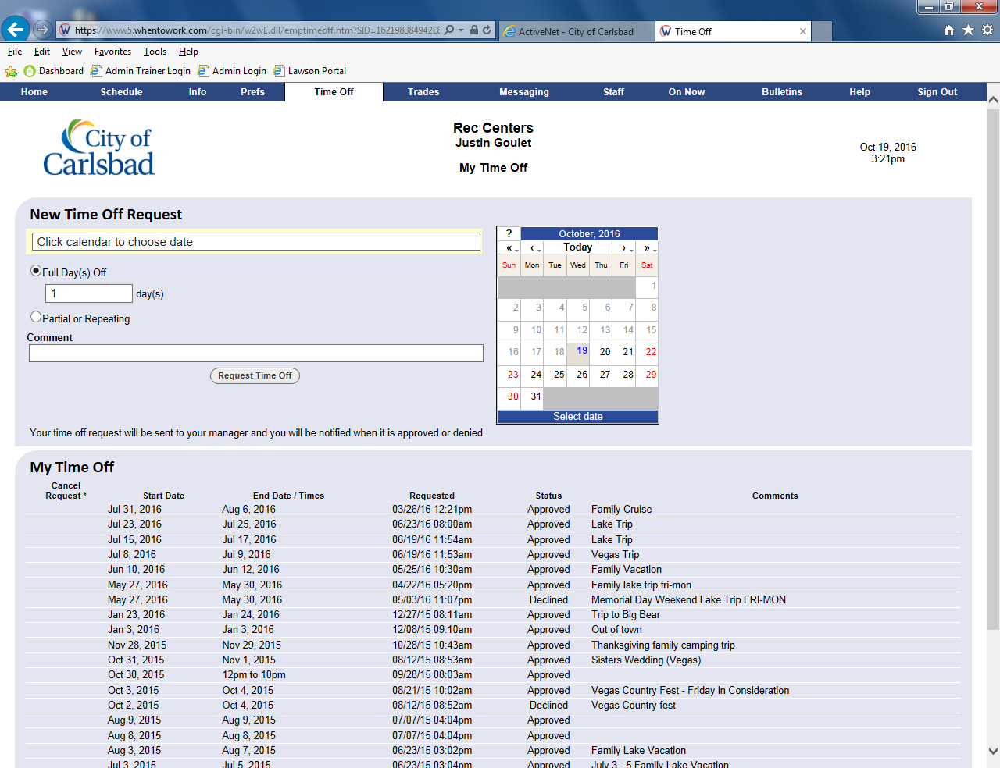 https://www5.whentowork.com/cgi-bin/w2wE.dll/emptimeoff.htm?SID=162198384942E8
ActiveNet - City of Carlsbad
Time Off
File Edit View Favorites Tools Help
Dashboard Admin Trainer Login Admin Login Lawson Portal
Home Schedule Info Prefs Time Off Trades Messaging Staff On Now Bulletins Help Sign Out
City of
Carlsbad
Rec Centers
Justin Goulet
My Time Off
Oct 19, 2016
3:21pm
New Time Off Request
Click calendar to choose date
Full Day(s) Off
1 day(s)
Partial or Repeating
Comment
Request Time Off
Your time off request will be sent to your manager and you will be notified when it is approved or denied.
? October, 2016
« ‹ Today › »
Sun Mon Tue Wed Thu Fri Sat
1
2 3 4 5 6 7 8
9 10 11 12 13 14 15
16 17 18 19 20 21 22
23 24 25 26 27 28 29
30 31
Select date
My Time Off
Cancel
Request * Start Date End Date / Times Requested Status Comments
Jul 31, 2016 Aug 6, 2016 03/26/16 12:21pm Approved Family Cruise
Jul 23, 2016 Jul 25, 2016 06/23/16 08:00am Approved Lake Trip
Jul 15, 2016 Jul 17, 2016 06/19/16 11:54am Approved Lake Trip
Jul 8, 2016 Jul 9, 2016 06/19/16 11:53am Approved Vegas Trip
Jun 10, 2016 Jun 12, 2016 05/25/16 10:30am Approved Family Vacation
May 27, 2016 May 30, 2016 04/22/16 05:20pm Approved Family lake trip fri-mon
May 27, 2016 May 30, 2016 05/03/16 11:07pm Declined Memorial Day Weekend Lake Trip FRI-MON
Jan 23, 2016 Jan 24, 2016 12/27/15 08:11am Approved Trip to Big Bear
Jan 3, 2016 Jan 3, 2016 12/08/15 09:10am Approved Out of town
Nov 28, 2015 Nov 29, 2015 10/28/15 10:43am Approved Thanksgiving family camping trip
Oct 31, 2015 Nov 1, 2015 08/12/15 08:53am Approved Sisters Wedding (Vegas)
Oct 30, 2015 12pm to 10pm 09/28/15 08:03am Approved
Oct 3, 2015 Oct 4, 2015 08/21/15 10:02am Approved Vegas Country Fest - Friday in Consideration
Oct 2, 2015 Oct 4, 2015 08/12/15 08:52am Declined Vegas Country fest
Aug 9, 2015 Aug 9, 2015 07/07/15 04:04pm Approved
Aug 8, 2015 Aug 8, 2015 07/07/15 04:04pm Approved
Aug 3, 2015 Aug 7, 2015 06/23/15 03:02pm Approved Family Lake Vacation
Jul 3, 2015 Jul 5, 2015 06/23/15 03:04pm Approved July 3 - 5 Family Lake Vacation